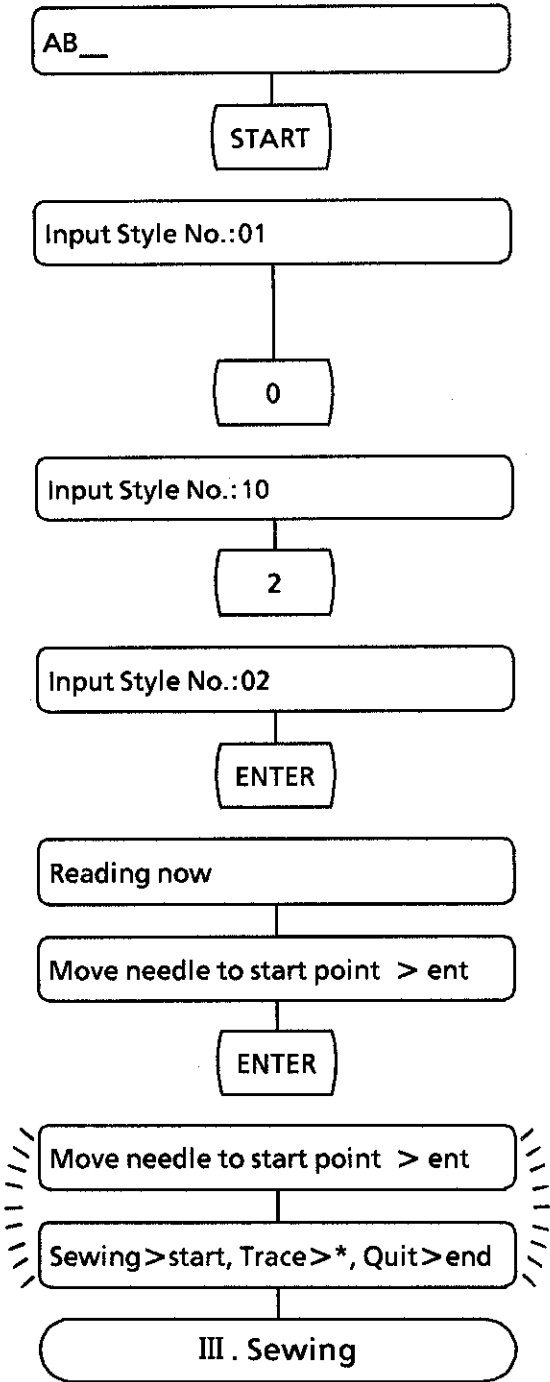 AB__
START
Input Style No.:01
0
Input Style No.:10
2
Input Style No.:02
ENTER
Reading now
Move needle to start point > ent
ENTER
Move needle to start point > ent
Sewing>start, Trace>*, Quit>end
III. Sewing